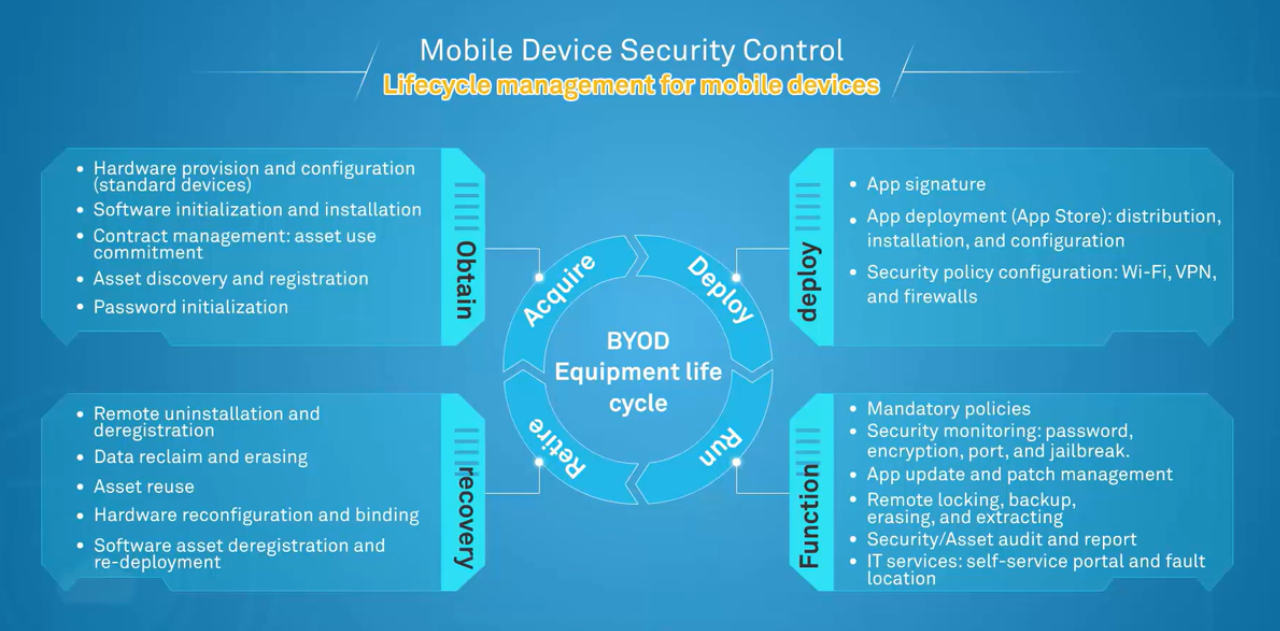 Mobile Device Security Control
Lifecycle management for mobile devices
• Hardware provision and configuration
(standard devices)
• Software initialization and installation
• Contract management: asset use
commitment
• Asset discovery and registration
• Password initialization
Obtain
Acquire
Deploy
deploy
• App signature
• App deployment (App Store): distribution,
installation, and configuration
• Security policy configuration: Wi-Fi, VPN,
and firewalls
BYOD
Equipment life
cycle
• Remote uninstallation and
deregistration
• Data reclaim and erasing
• Asset reuse
• Hardware reconfiguration and binding
• Software asset deregistration and
re-deployment
recovery
Retire
Run
Function
• Mandatory policies
• Security monitoring: password,
encryption, port, and jailbreak.
• App update and patch management
• Remote locking, backup,
erasing, and extracting
• Security/Asset audit and report
• IT services: self-service portal and fault
location